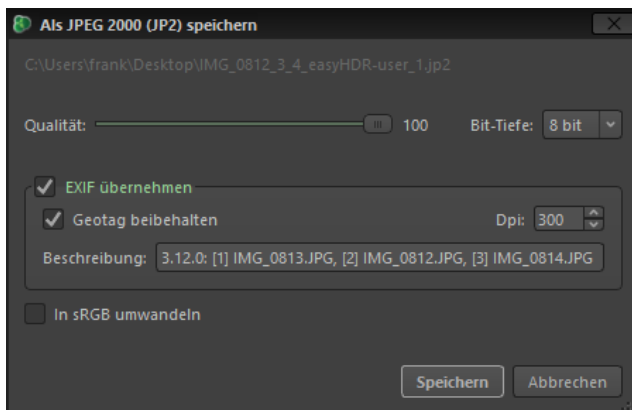 Als JPEG 2000 (JP2) speichern
C:\Users\frank\Desktop\IMG_0812_3_4_easyHDR-user_1.jp2
Qualität: 100 Bit-Tiefe: 8 bit
EXIF übernehmen
Geotag beibehalten Dpi: 300
Beschreibung: 3.12.0: [1] IMG_0813.JPG, [2] IMG_0812.JPG, [3] IMG_0814.JPG
In sRGB umwandeln
Speichern Abbrechen